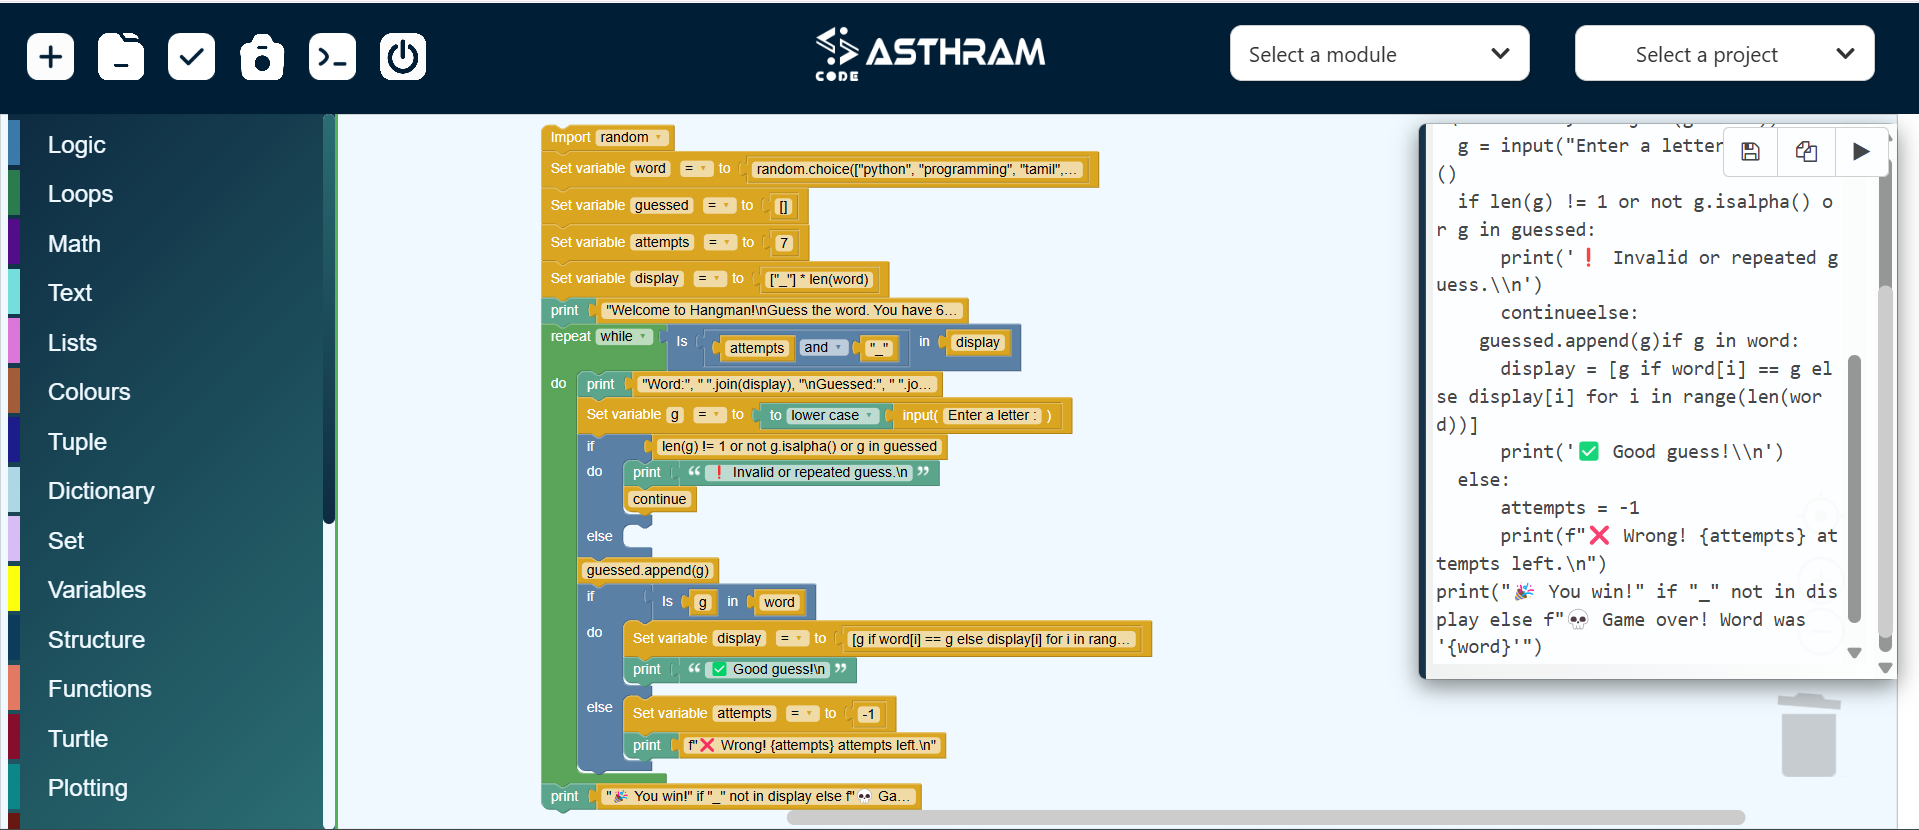 CODE ASTHRAM
Select a module
Select a project
Logic
Loops
Math
Text
Lists
Colours
Tuple
Dictionary
Set
Variables
Structure
Functions
Turtle
Plotting
Import random
Set variable word = to random.choice(["python", "programming", "tamil",...
Set variable guessed = to []
Set variable attempts = to 7
Set variable display = to ["_"] * len(word)
print "Welcome to Hangman!\nGuess the word. You have 6...
repeat while Is attempts and "_" in display
do print "Word:", " ".join(display), "\nGuessed:", " ".jo...
Set variable g = to to lower case input( Enter a letter : )
if len(g) != 1 or not g.isalpha() or g in guessed
do print “ ❗ Invalid or repeated guess.\n ”
continue
else
guessed.append(g)
if Is g in word
do Set variable display = to [g if word[i] == g else display[i] for i in rang...
print “ ✅ Good guess!\n ”
else Set variable attempts = to -1
print f"❌ Wrong! {attempts} attempts left.\n"
print "🎉 You win!" if "_" not in display else f"💀 Ga...
g = input("Enter a letter
()
if len(g) != 1 or not g.isalpha() o
r g in guessed:
print('❗ Invalid or repeated g
uess.\\n')
continueelse:
guessed.append(g)if g in word:
display = [g if word[i] == g el
se display[i] for i in range(len(wor
d))]
print('✅ Good guess!\\n')
else:
attempts = -1
print(f"❌ Wrong! {attempts} at
tempts left.\n")
print("🎉 You win!" if "_" not in dis
play else f"💀 Game over! Word was
'{word}'")